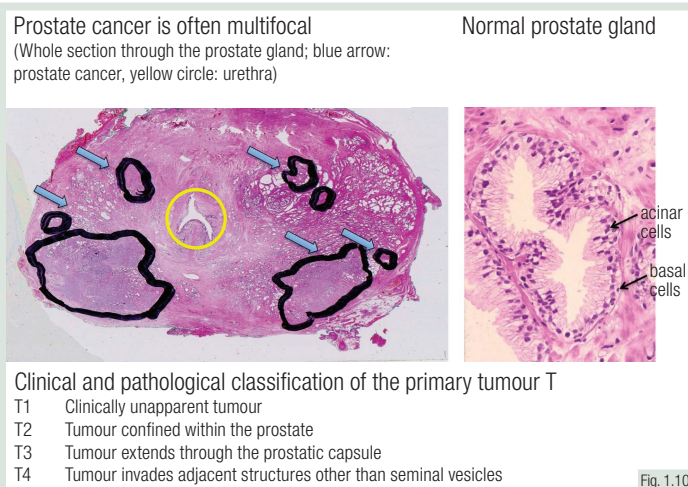 Prostate cancer is often multifocal
(Whole section through the prostate gland; blue arrow:
prostate cancer, yellow circle: urethra)
Normal prostate gland
acinar
cells
basal
cells
Clinical and pathological classification of the primary tumour T
T1 Clinically unapparent tumour
T2 Tumour confined within the prostate
T3 Tumour extends through the prostatic capsule
T4 Tumour invades adjacent structures other than seminal vesicles
Fig. 1.10